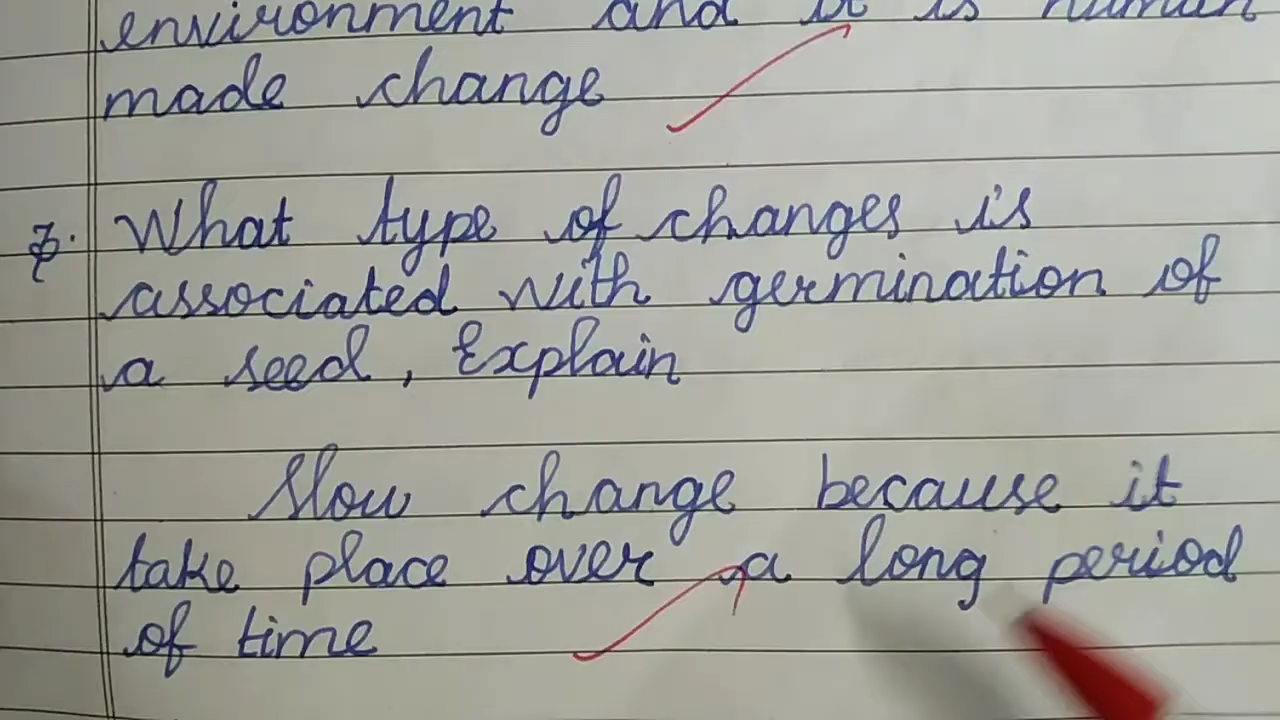 environment and it is human
made change
7. What type of changes is
associated with germination of
a seed, Explain
Slow change because it
take place over a long period
of time